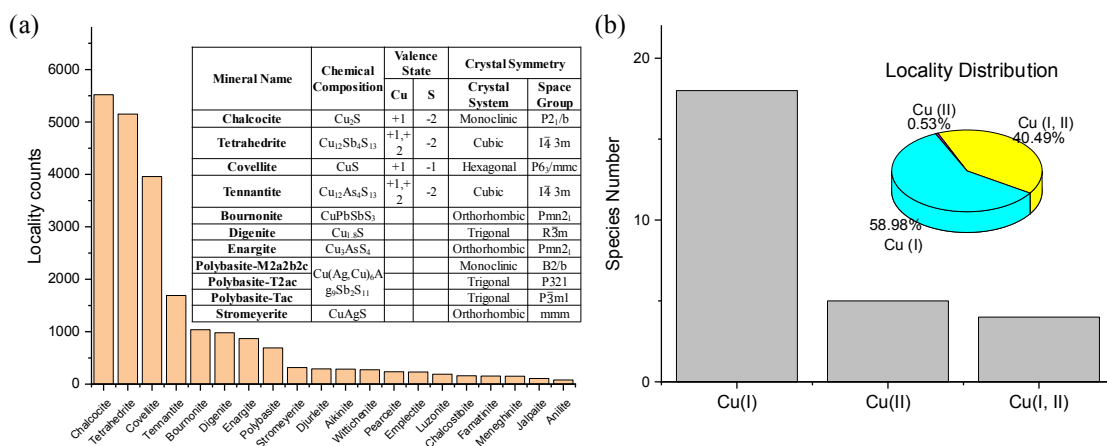 (a)
6000
5000
4000
3000
2000
1000
0
Locality counts
Mineral Name
Chemical Composition
Valence State
Crystal Symmetry
Cu
S
Crystal System
Space Group
Chalcocite Cu₂S +1 -2 Monoclinic P2₁/b
Tetrahedrite Cu₁₂Sb₄S₁₃ +1,+2 -2 Cubic I4̄ 3m
Covellite CuS +1 -1 Hexagonal P6₃/mmc
Tennantite Cu₁₂As₄S₁₃ +1,+2 -2 Cubic I4̄ 3m
Bournonite CuPbSbS₃ Orthorhombic Pmn2₁
Digenite Cu₁.₈S Trigonal R3̄m
Enargite Cu₃AsS₄ Orthorhombic Pmn2₁
Polybasite-M2a2b2c Cu(Ag,Cu)₆Ag₉Sb₂S₁₁ Monoclinic B2/b
Polybasite-T2ac Trigonal P321
Polybasite-Tac Trigonal P3̄m1
Stromeyerite CuAgS Orthorhombic mmm
Chalcocite
Tetrahedrite
Covellite
Tennantite
Bournonite
Digenite
Enargite
Polybasite
Stromeyerite
Djurleite
Aikinite
Wittichenite
Pearceite
Emplectite
Luzonite
Chalcostibite
Famatinite
Meneghinite
Jalpaite
Anilite
(b)
20
10
0
Species Number
Locality Distribution
Cu (II)
0.53%
Cu (I, II)
40.49%
58.98%
Cu (I)
Cu(I)
Cu(II)
Cu(I, II)